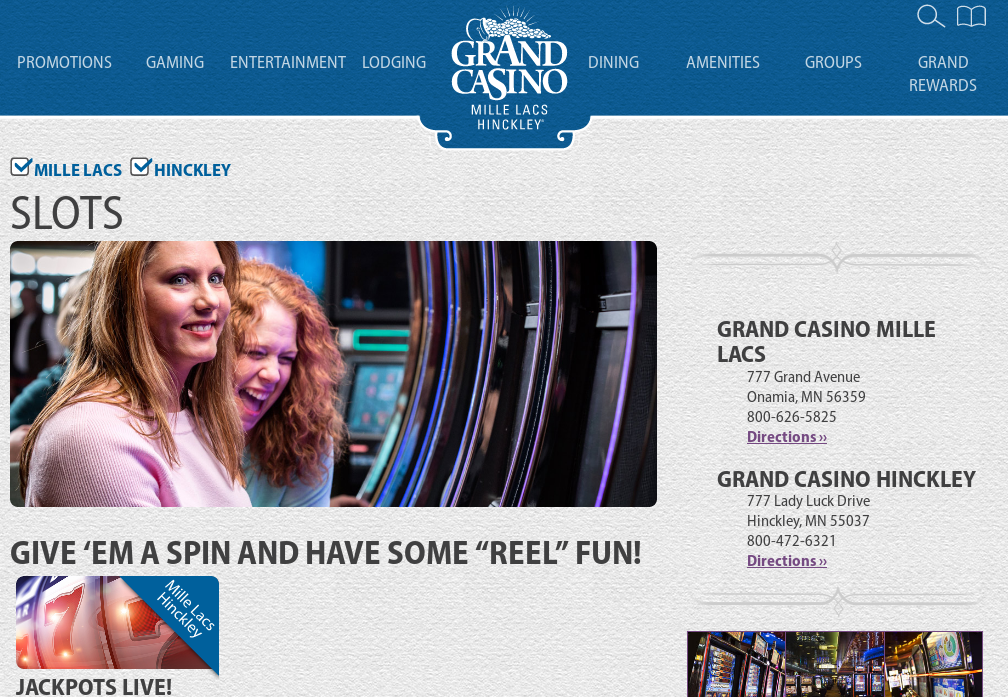 PROMOTIONS
GAMING
ENTERTAINMENT
LODGING
GRAND
CASINO
MILLE LACS
HINCKLEY
DINING
AMENITIES
GROUPS
GRAND
REWARDS
MILLE LACS
HINCKLEY
SLOTS
GRAND CASINO MILLE
LACS
777 Grand Avenue
Onamia, MN 56359
800-626-5825
Directions ››
GRAND CASINO HINCKLEY
777 Lady Luck Drive
Hinckley, MN 55037
800-472-6321
Directions ››
GIVE ‘EM A SPIN AND HAVE SOME “REEL” FUN!
Mille Lacs
Hinckley
JACKPOTS LIVE!